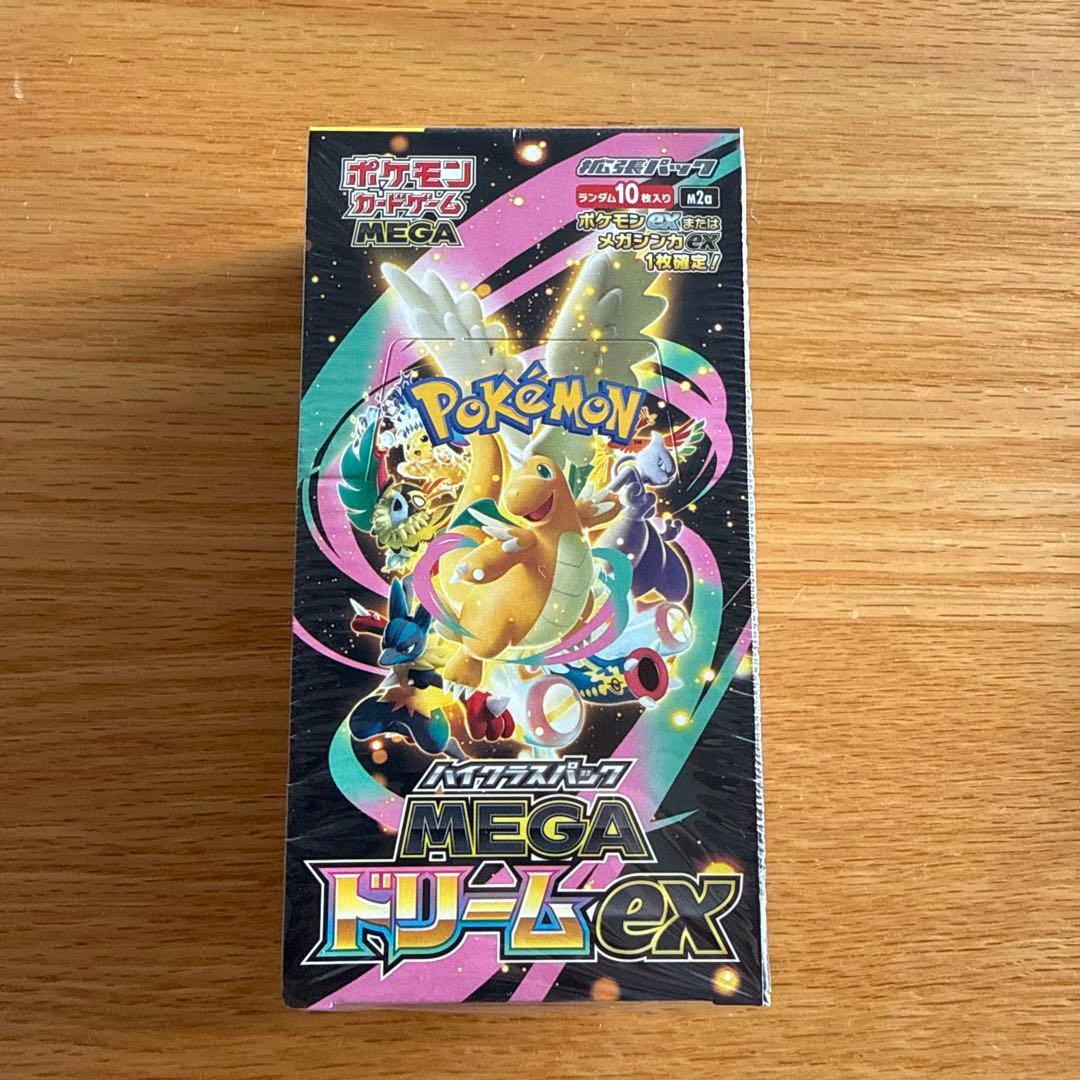 ポケモン
カードゲーム
MEGA
拡張パック
ランダム10枚入り M2a
ポケモンexまたは
メガシンカex
1枚確定!
POKéMON
TM
ハイクラスパック
MEGA
ドリームex